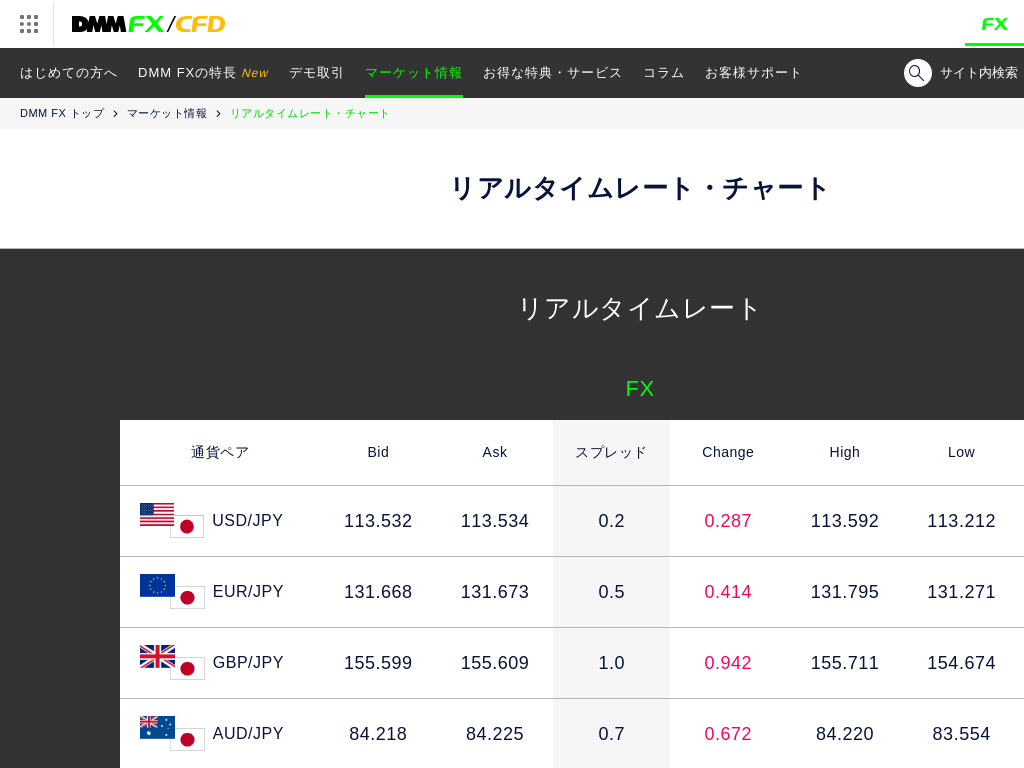 DMM FX/CFD
FX
はじめての方へ DMM FXの特長 New デモ取引 マーケット情報 お得な特典・サービス コラム お客様サポート サイト内検索
DMM FX トップ > マーケット情報 > リアルタイムレート・チャート
リアルタイムレート・チャート
リアルタイムレート
FX
通貨ペア Bid Ask スプレッド Change High Low
USD/JPY 113.532 113.534 0.2 0.287 113.592 113.212
EUR/JPY 131.668 131.673 0.5 0.414 131.795 131.271
GBP/JPY 155.599 155.609 1.0 0.942 155.711 154.674
AUD/JPY 84.218 84.225 0.7 0.672 84.220 83.554